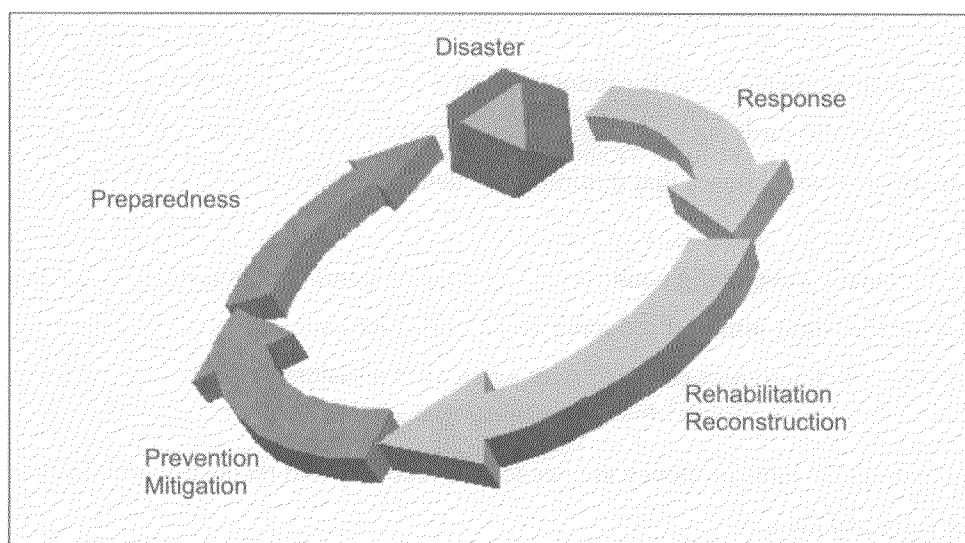 Disaster
Response
Preparedness
Rehabilitation
Reconstruction
Prevention
Mitigation